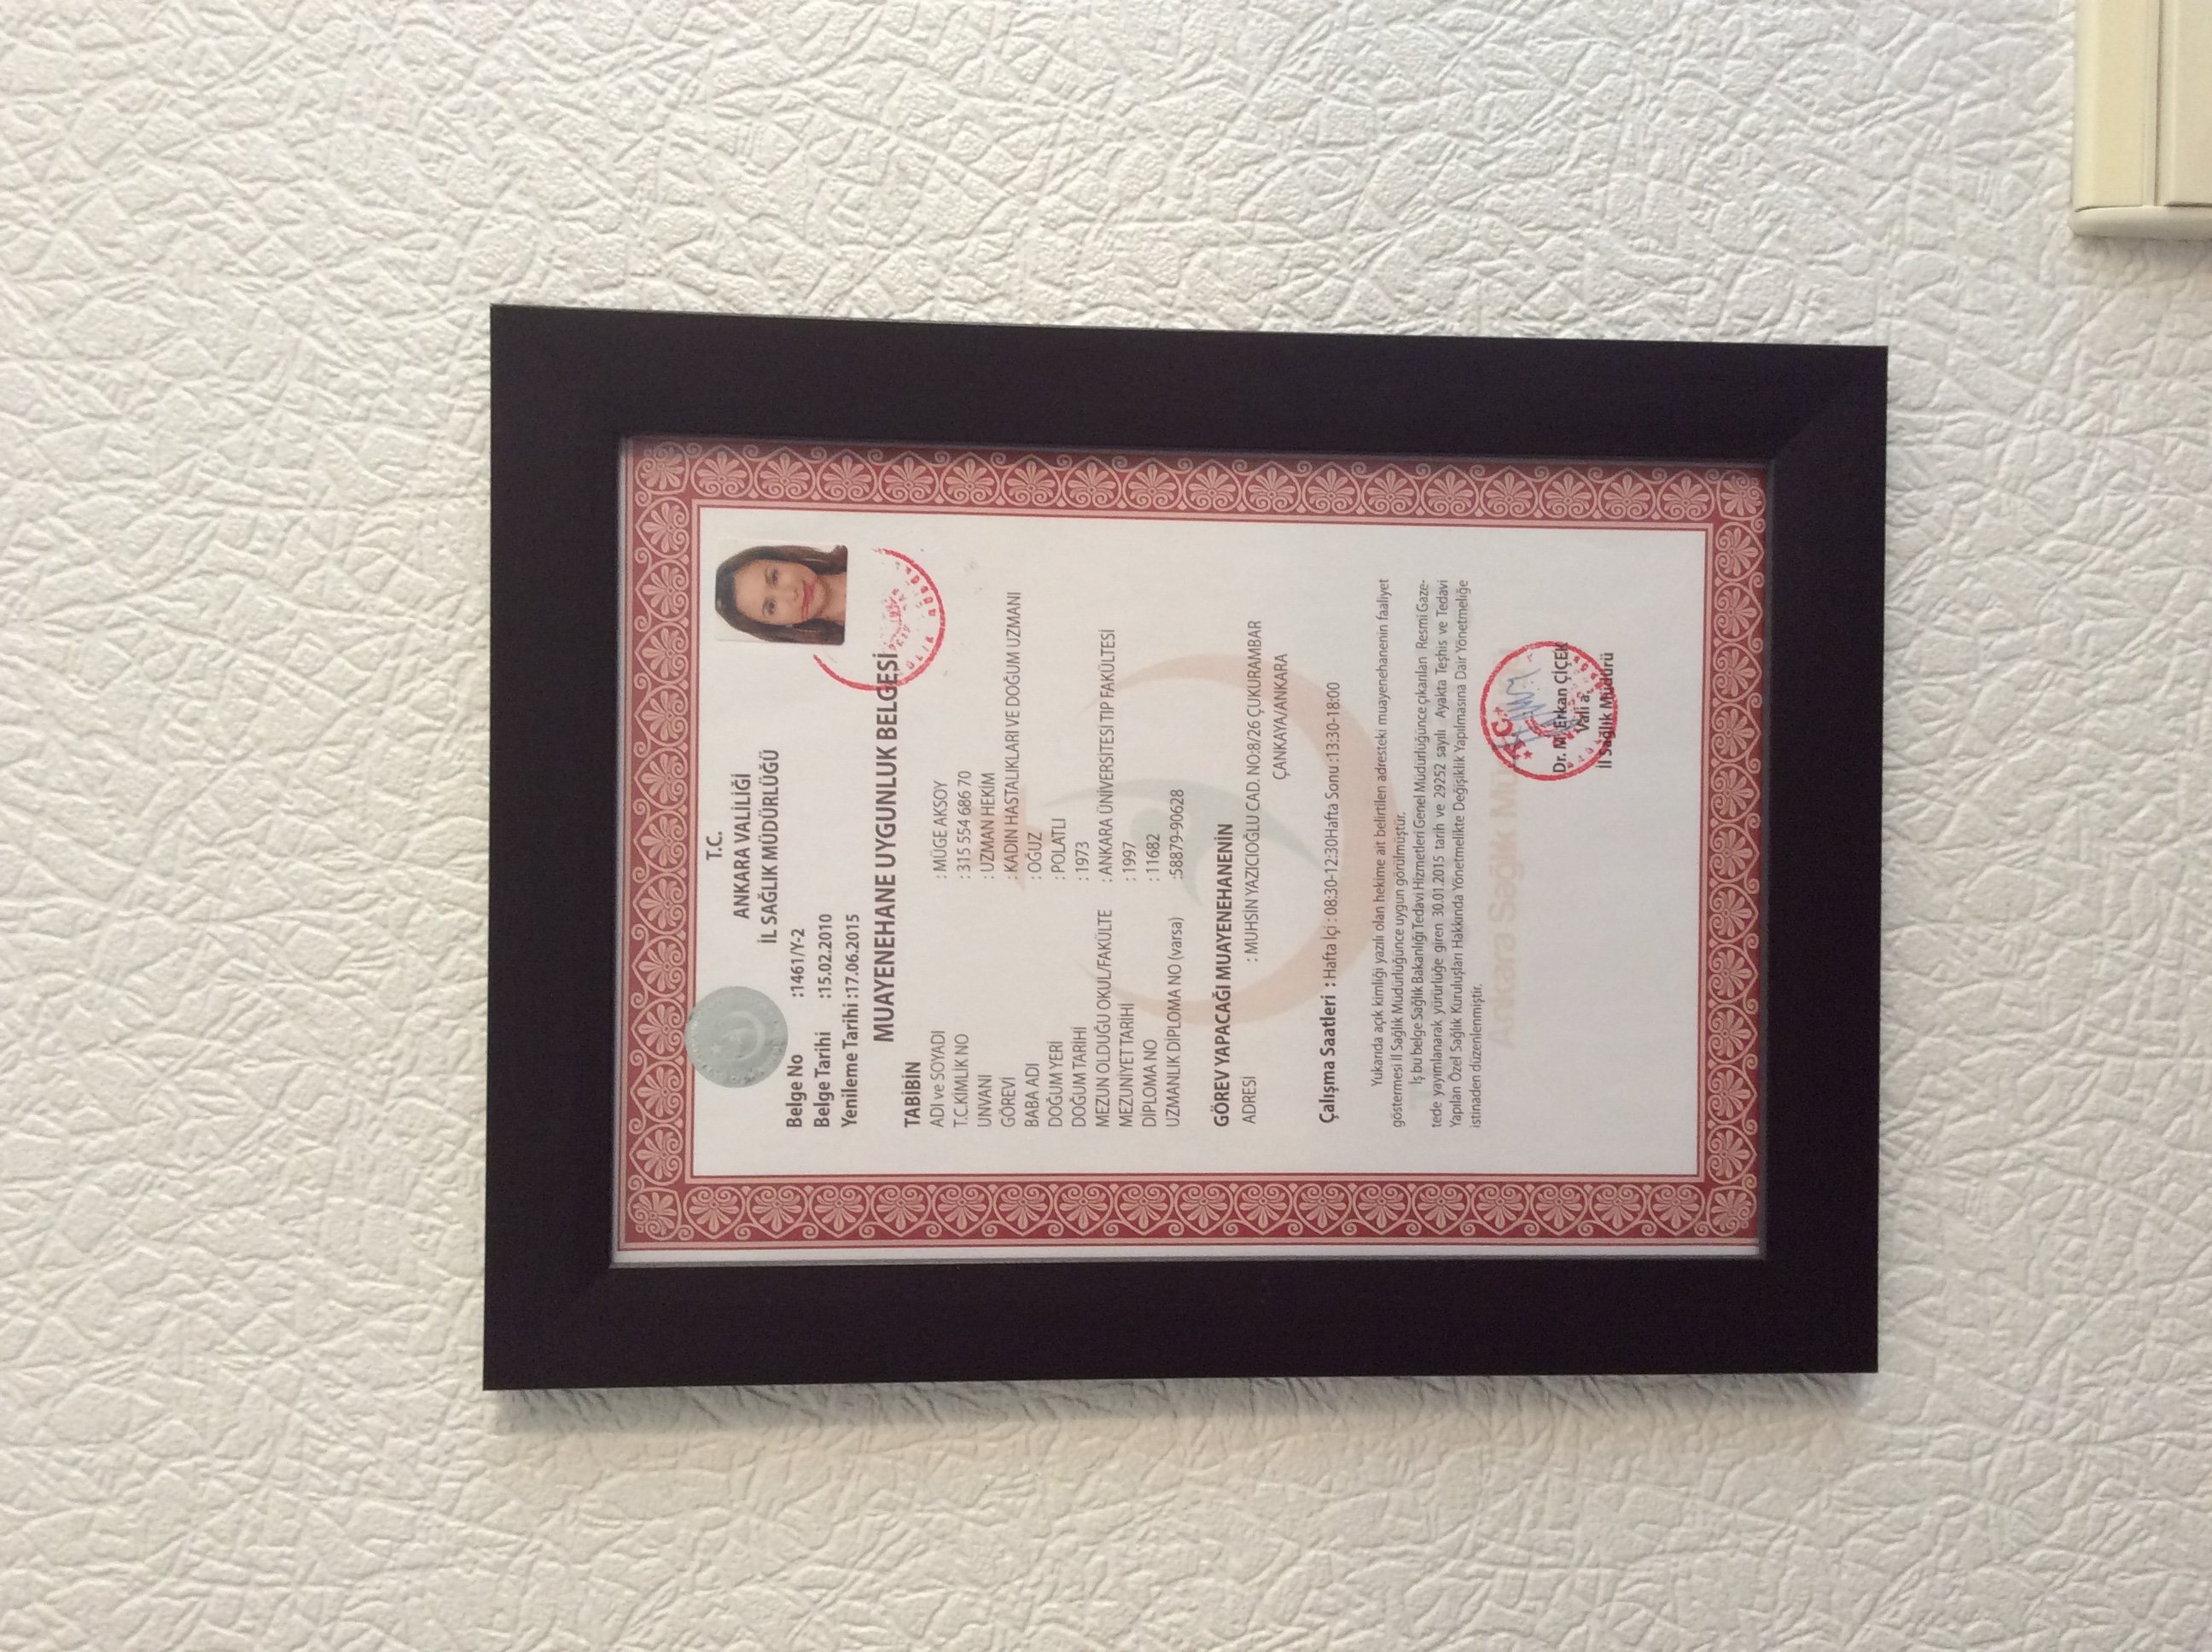 T.C.
ANKARA VALİLİĞİ
İL SAĞLIK MÜDÜRLÜĞÜ
Belge No :1461/Y-2
Belge Tarihi :15.02.2010
Yenileme Tarihi :17.06.2015
MUAYENEHANE UYGUNLUK BELGESİ
TABİBİN
ADI ve SOYADI : MÜGE AKSOY
T.C.KİMLİK NO : 315 554 686 70
UNVANI : UZMAN HEKİM
GÖREVİ : KADIN HASTALIKLARI VE DOĞUM UZMANI
BABA ADI : OĞUZ
DOĞUM YERİ : POLATLI
DOĞUM TARİHİ : 1973
MEZUN OLDUĞU OKUL/FAKÜLTE : ANKARA ÜNİVERSİTESİ TIP FAKÜLTESİ
MEZUNİYET TARİHİ : 1997
DİPLOMA NO : 11682
UZMANLIK DİPLOMA NO (varsa) :58879-90628
GÖREV YAPACAĞI MUAYENEHANENİN
ADRESİ : MUHSİN YAZICIOĞLU CAD. NO:8/26 ÇUKURAMBAR
ÇANKAYA/ANKARA
Çalışma Saatleri : Hafta İçi : 08:30-12:30Hafta Sonu :13:30-18:00
Yukarıda açık kimliği yazılı olan hekime ait belirtilen adresteki muayenehanenin faaliyet
göstermesi İl Sağlık Müdürlüğünce uygun görülmüştür.
İş bu belge Sağlık Bakanlığı Tedavi Hizmetleri Genel Müdürlüğünce çıkarılan Resmi Gaze-
tede yayımlanarak yürürlüğe giren 30.01.2015 tarih ve 29252 sayılı Ayakta Teşhis ve Tedavi
Yapılan Özel Sağlık Kuruluşları Hakkında Yönetmelikte Değişiklik Yapılmasına Dair Yönetmeliğe
istinaden düzenlenmiştir.
Ankara Sağlık Mü
T.C.
Dr. M. Erkan ÇİÇEK
Vali a.
İl Sağlık Müdürü